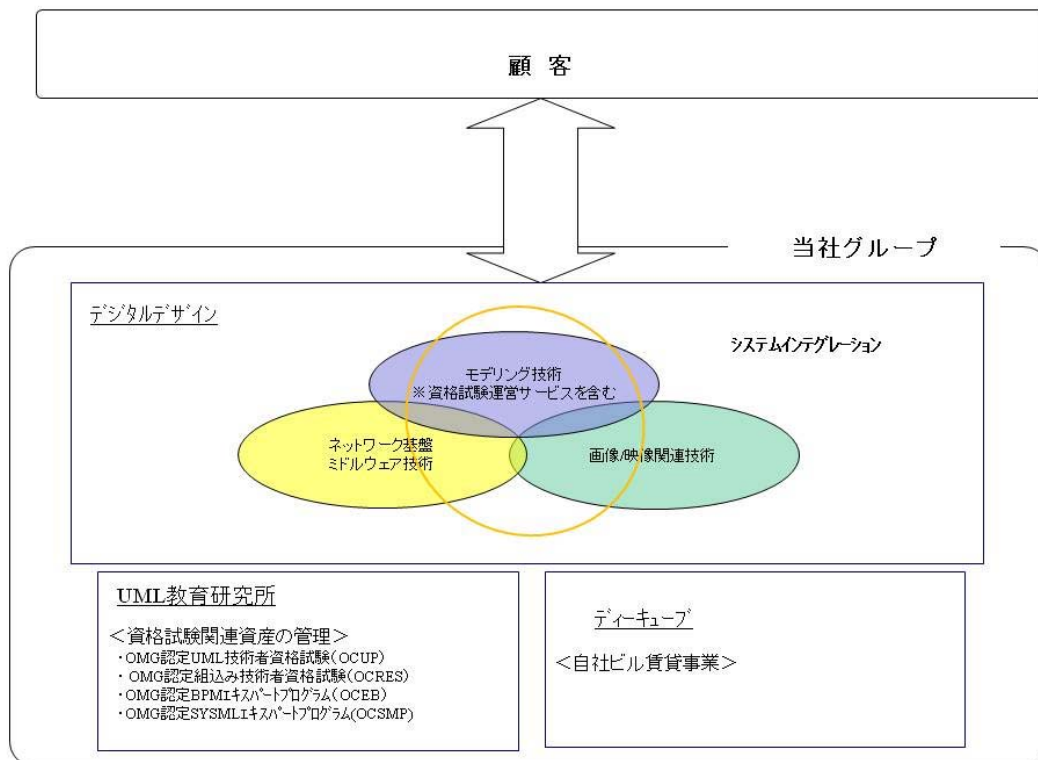 顧 客
当社グループ
デジタルデザイン
システムインテグレーション
モデリング技術
※資格試験運営サービスを含む
ネットワーク基盤
ミドルウェア技術
画像/映像関連技術
UML教育研究所
＜資格試験関連資産の管理＞
・OMG認定UML技術者資格試験(OCUP)
・OMG認定組込み技術者資格試験(OCRES)
・OMG認定BPMエキスパートプログラム(OCEB)
・OMG認定SYSMLエキスパートプログラム(OCSMP)
ディーキューブ
＜自社ビル賃貸事業＞